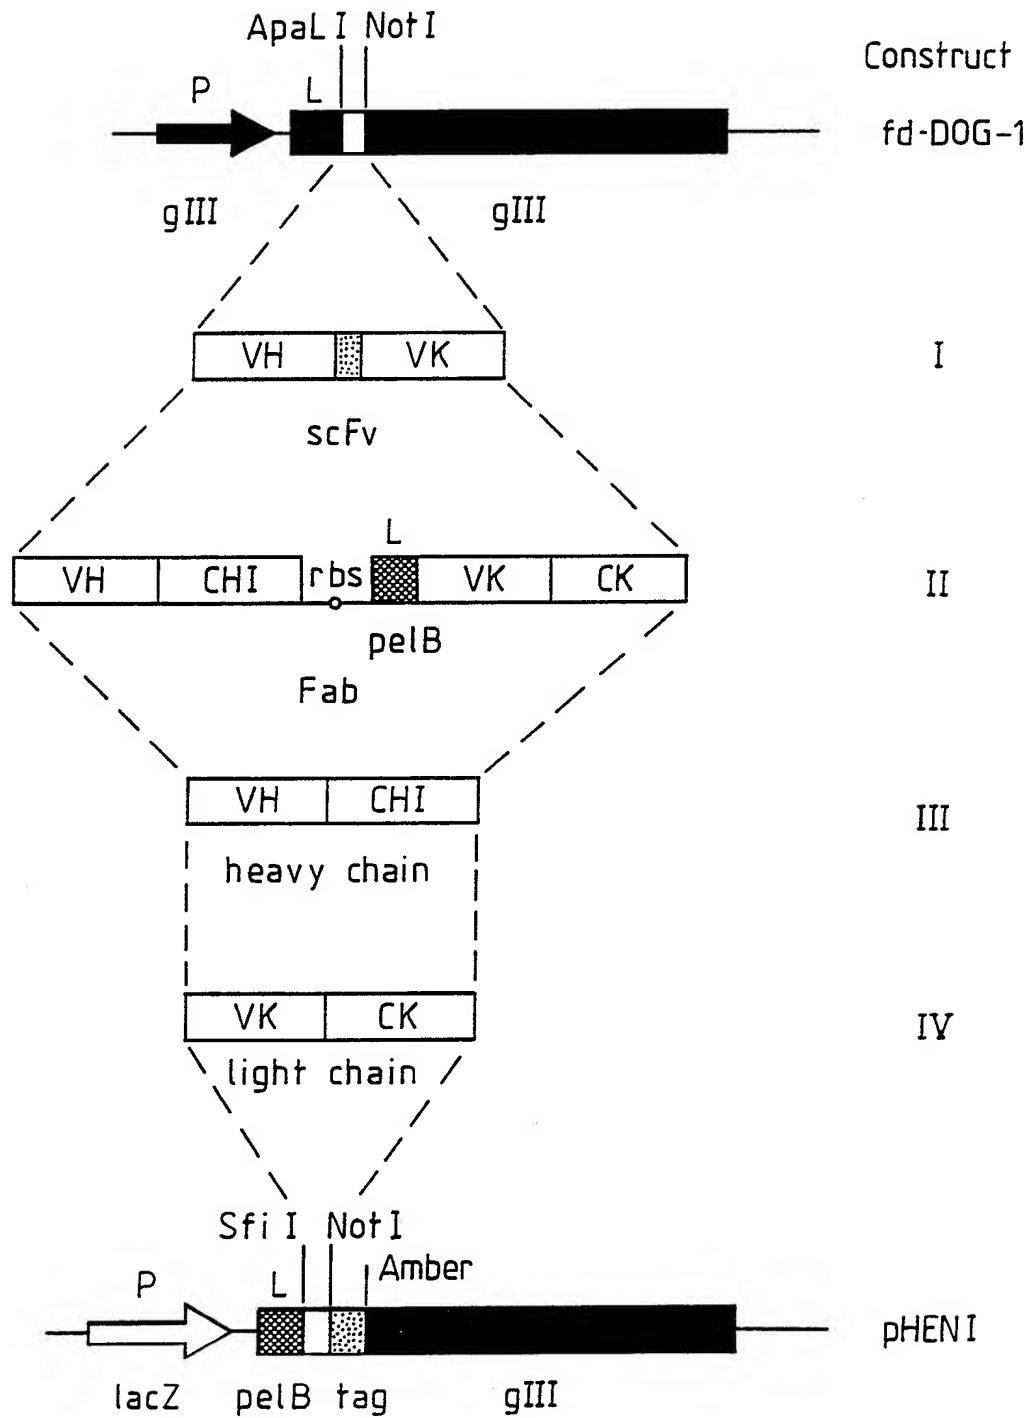 ApaL I Not I
Construct
P L
fd-DOG-1
gIII gIII
VH VK
I
scFv
L
VH CHI rbs VK CK
II
pelB
Fab
VH CHI
III
heavy chain
VK CK
IV
light chain
Sfi I Not I
Amber
P L
pHEN I
lacZ pelB tag gIII